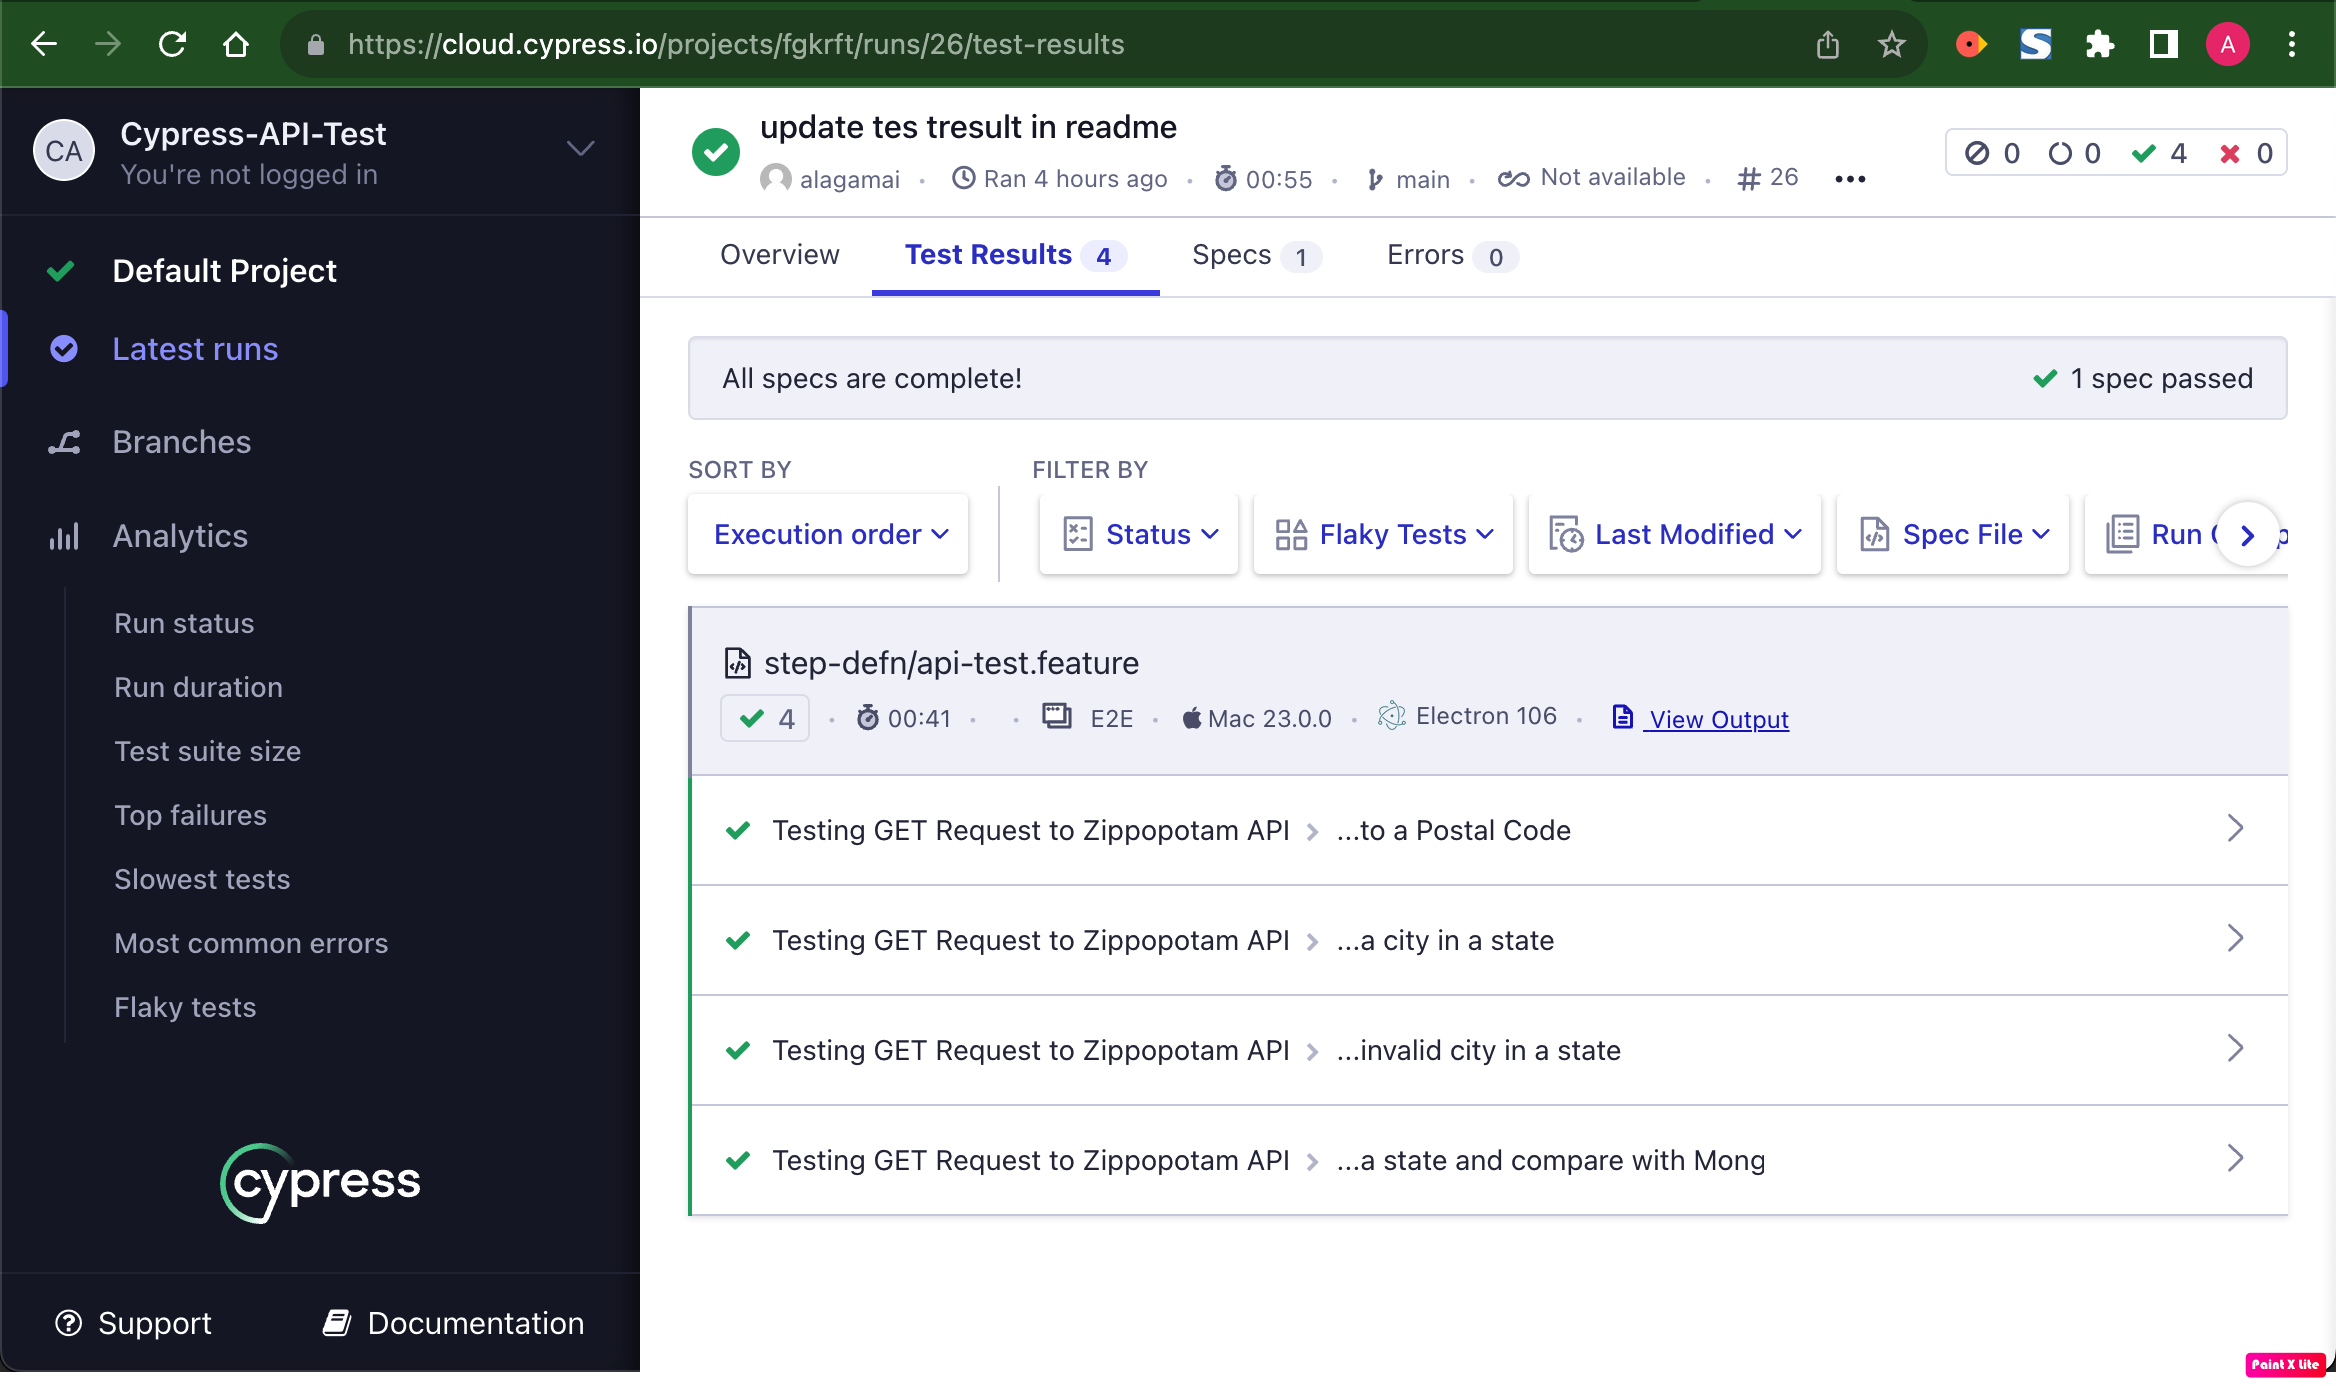 https://cloud.cypress.io/projects/fgkrft/runs/26/test-results
A
CA
Cypress-API-Test
You're not logged in
Default Project
Latest runs
Branches
Analytics
Run status
Run duration
Test suite size
Top failures
Slowest tests
Most common errors
Flaky tests
cypress
Support
Documentation
update tes tresult in readme
alagamai · Ran 4 hours ago · 00:55 · main · Not available · # 26 •••
0 0 4 0
Overview
Test Results 4
Specs 1
Errors 0
All specs are complete!
1 spec passed
SORT BY
FILTER BY
Execution order
Status
Flaky Tests
Last Modified
Spec File
Run
step-defn/api-test.feature
4 · 00:41 · · E2E · Mac 23.0.0 · Electron 106 · View Output
Testing GET Request to Zippopotam API > ...to a Postal Code
Testing GET Request to Zippopotam API > ...a city in a state
Testing GET Request to Zippopotam API > ...invalid city in a state
Testing GET Request to Zippopotam API > ...a state and compare with Mong
Paint X Lite